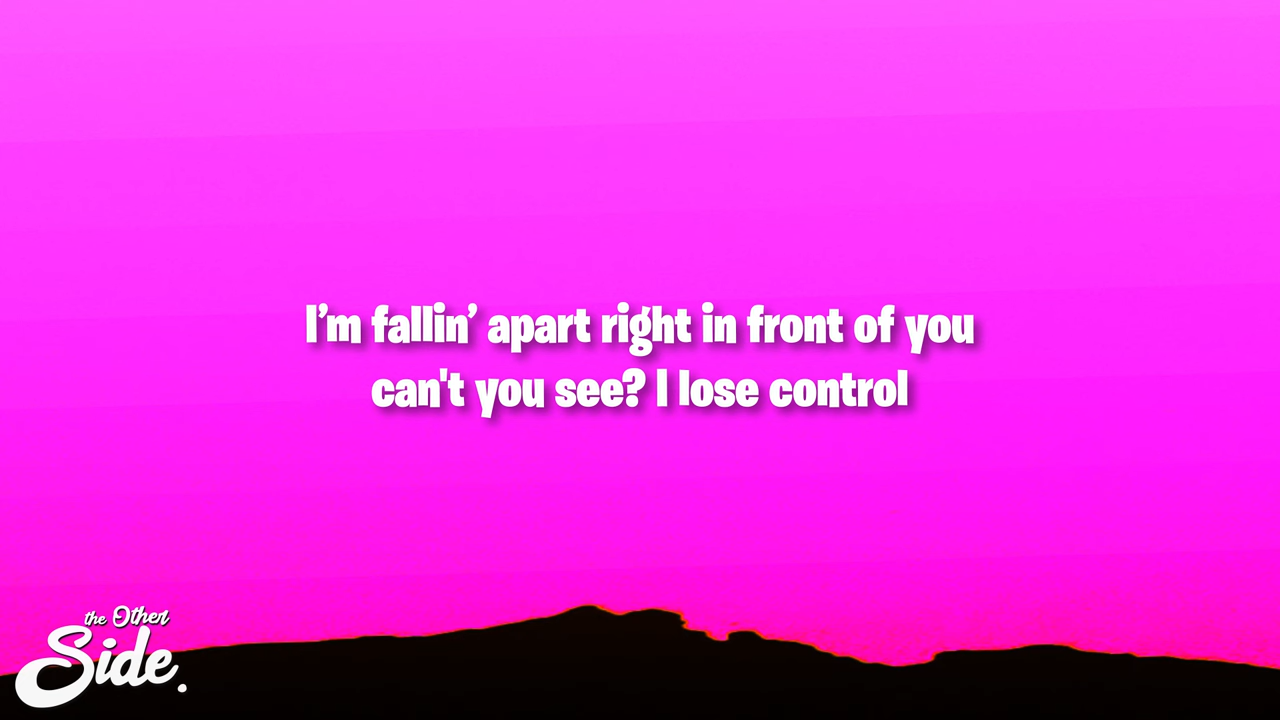 I’m fallin’ apart right in front of you
can't you see? I lose control
the Other
Side.